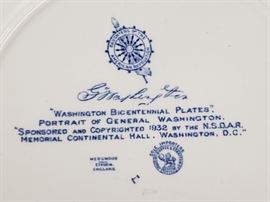 G:Washington
"WASHINGTON BICENTENNIAL PLATES".
PORTRAIT OF GENERAL WASHINGTON.
"SPONSORED AND COPYRIGHTED 1932 BY THE N.S.D.A.R.
MEMORIAL CONTINENTAL HALL, WASHINGTON, D.C."
WEDGWOOD
ETRURIA
ENGLAND